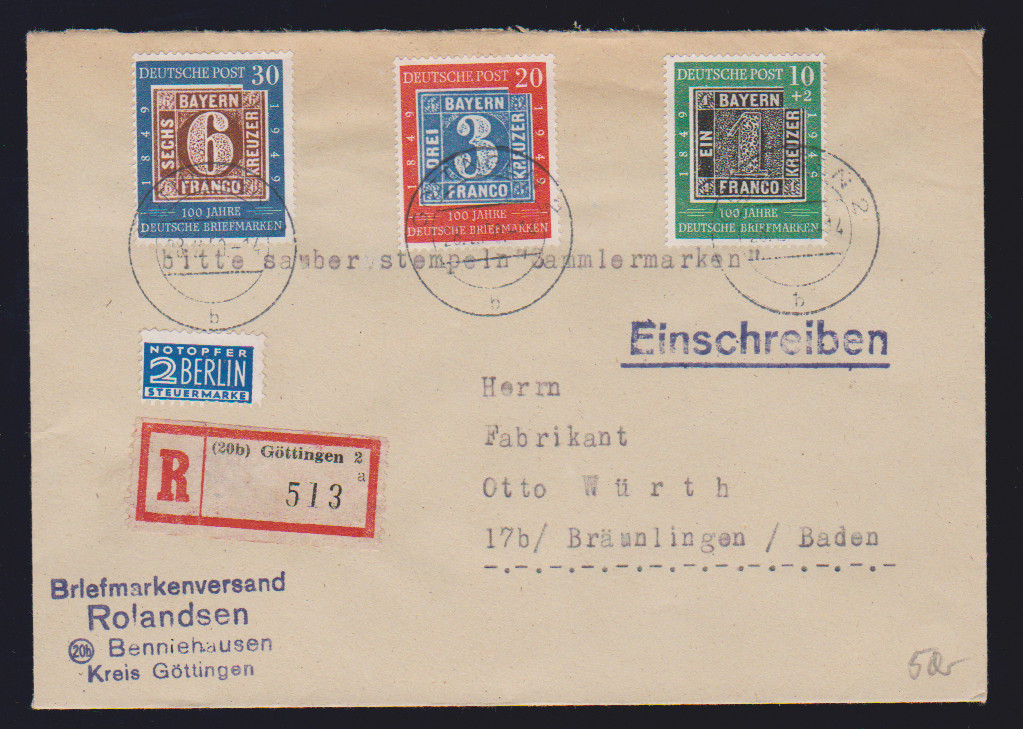 DEUTSCHE POST 30
BAYERN
SECHS
6
KREUZER
FRANCO
1849
1949
100 JAHRE
DEUTSCHE BRIEFMARKEN
DEUTSCHE POST 20
BAYERN
DREI
3
KREUZER
FRANCO
1849
1949
100 JAHRE
DEUTSCHE BRIEFMARKEN
DEUTSCHE POST 10
+2
BAYERN
EIN
1
KREUZER
FRANCO
1849
1949
100 JAHRE
DEUTSCHE BRIEFMARKEN
b
b
b
bitte sauber stempeln "Sammlermarken"
Einschreiben
NOTOPFER
2 BERLIN
STEUERMARKE
R
(20b) Göttingen 2
a
513
Herrn
Fabrikant
Otto Würth
17b/ Bräunlingen / Baden
Briefmarkenversand
Rolandsen
20b Benniehausen
Kreis Göttingen